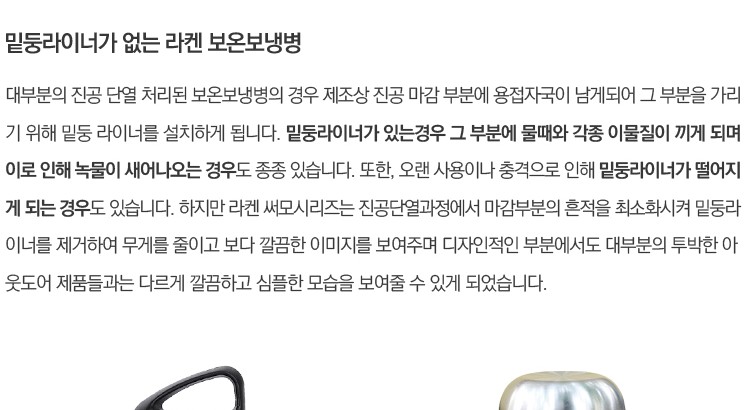 밑둥라이너가 없는 라켄 보온보냉병
대부분의 진공 단열 처리된 보온보냉병의 경우 제조상 진공 마감 부분에 용접자국이 남게되어 그 부분을 가리
기 위해 밑둥 라이너를 설치하게 됩니다. 밑둥라이너가 있는경우 그 부분에 물때와 각종 이물질이 끼게 되며
이로 인해 녹물이 새어나오는 경우도 종종 있습니다. 또한, 오랜 사용이나 충격으로 인해 밑둥라이너가 떨어지
게 되는 경우도 있습니다. 하지만 라켄 써모시리즈는 진공단열과정에서 마감부분의 흔적을 최소화시켜 밑둥라
이너를 제거하여 무게를 줄이고 보다 깔끔한 이미지를 보여주며 디자인적인 부분에서도 대부분의 투박한 아
웃도어 제품들과는 다르게 깔끔하고 심플한 모습을 보여줄 수 있게 되었습니다.